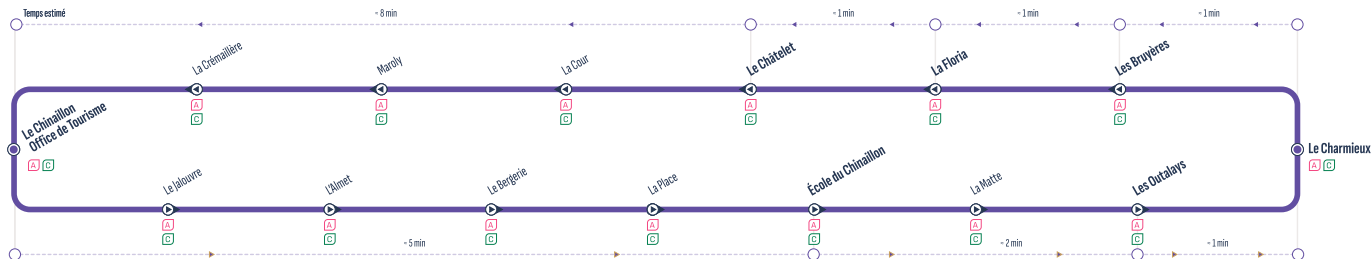 Temps estimé
~ 8 min
~ 1 min
~ 1 min
~ 1 min
La Crémaillère
Maroly
La Cour
Le Châtelet
La Floria
Les Bruyères
A
A
A
A
A
A
C
C
C
C
C
C
Le Chinaillon
Office de Tourisme
A C
Le Charmieux
A C
Le Jalouvre
L'Almet
Le Bergerie
La Place
École du Chinaillon
La Matte
Les Outalays
A
A
A
A
A
A
A
C
C
C
C
C
C
C
~ 5 min
~ 2 min
~ 1 min